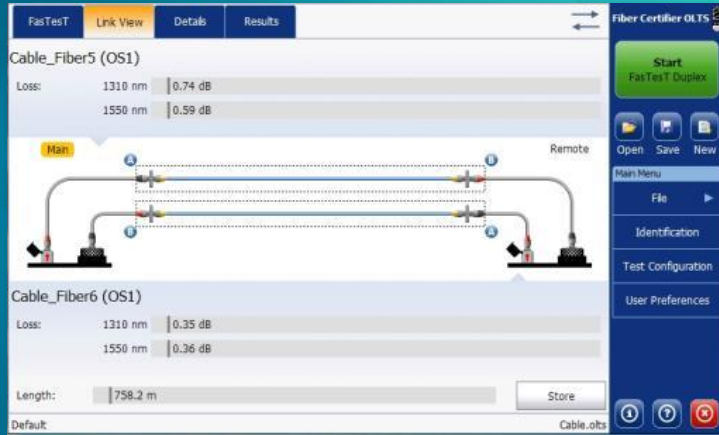 FasTesT Link View Details Results
Fiber Certifier OLTS
Cable_Fiber5 (OS1)
Loss: 1310 nm 0.74 dB
1550 nm 0.59 dB
Start
FasTesT Duplex
Open Save New
Main Remote
A B
B A
Main Menu
File
Identification
Test Configuration
User Preferences
Cable_Fiber6 (OS1)
Loss: 1310 nm 0.35 dB
1550 nm 0.36 dB
Length: 758.2 m
Store
Default Cable.olts